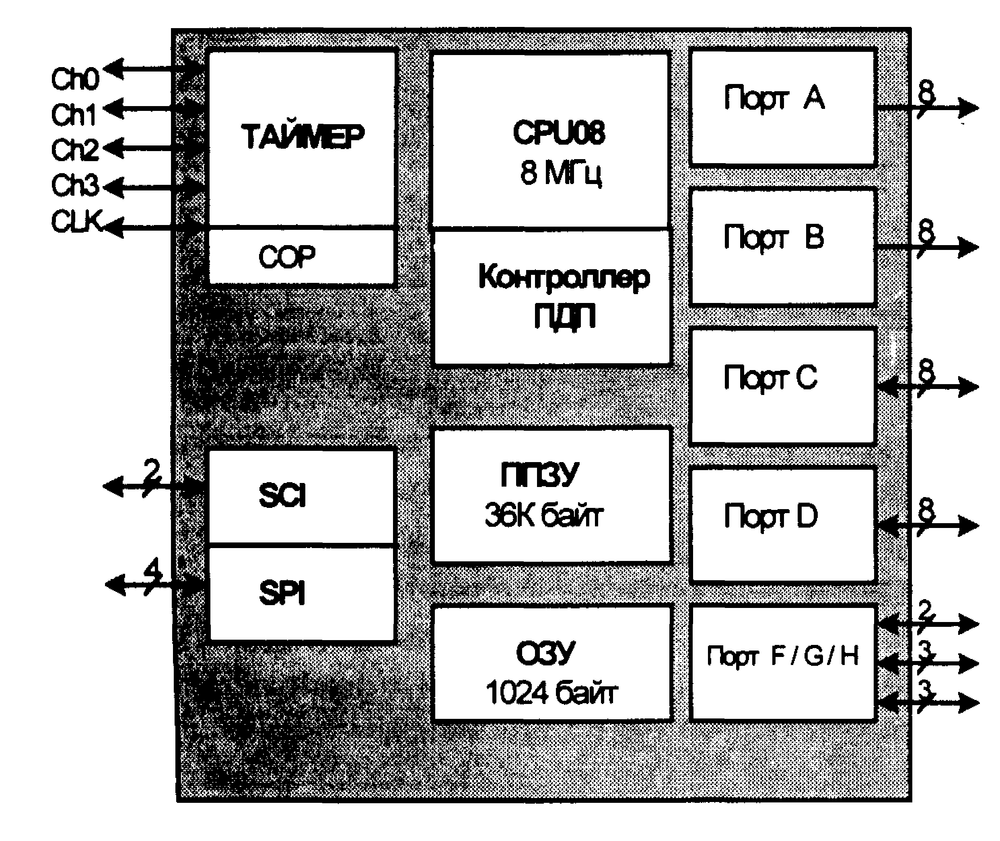 Ch0
Ch1
Ch2
Ch3
CLK
ТАЙМЕР
COP
2
SCI
4
SPI
CPU08
8 МГц
Контроллер
ПДП
ППЗУ
36К байт
ОЗУ
1024 байт
Порт A
8
Порт B
8
Порт C
8
Порт D
8
Порт F / G / H
2
3
3